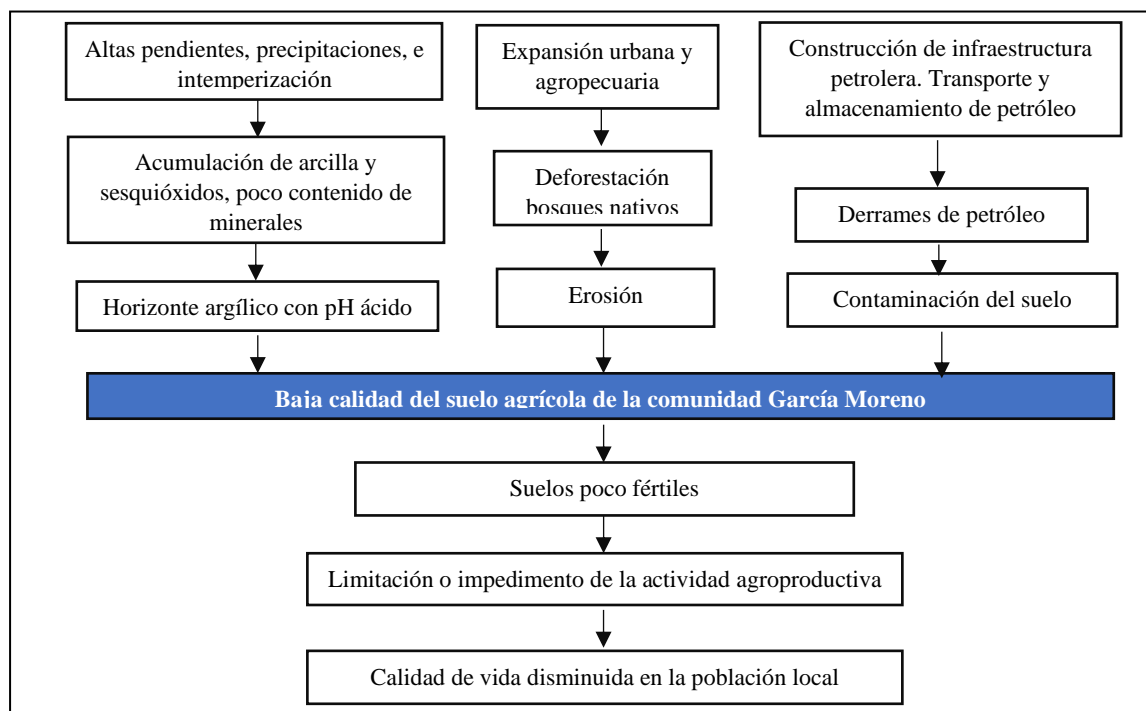 Altas pendientes, precipitaciones, e
intemperización
Acumulación de arcilla y
sesquióxidos, poco contenido de
minerales
Horizonte argílico con pH ácido
Expansión urbana y
agropecuaria
Deforestación
bosques nativos
Erosión
Construcción de infraestructura
petrolera. Transporte y
almacenamiento de petróleo
Derrames de petróleo
Contaminación del suelo
Baja calidad del suelo agrícola de la comunidad García Moreno
Suelos poco fértiles
Limitación o impedimento de la actividad agroproductiva
Calidad de vida disminuida en la población local